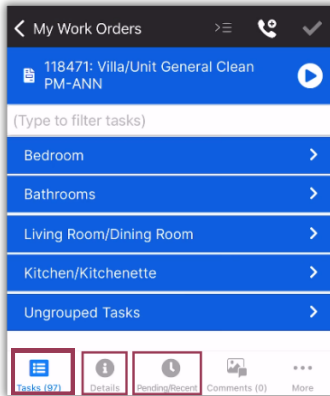 My Work Orders
118471: Villa/Unit General Clean
PM-ANN
(Type to filter tasks)
Bedroom
Bathrooms
Living Room/Dining Room
Kitchen/Kitchenette
Ungrouped Tasks
Tasks (97) Details Pending/Recent Comments (0) More